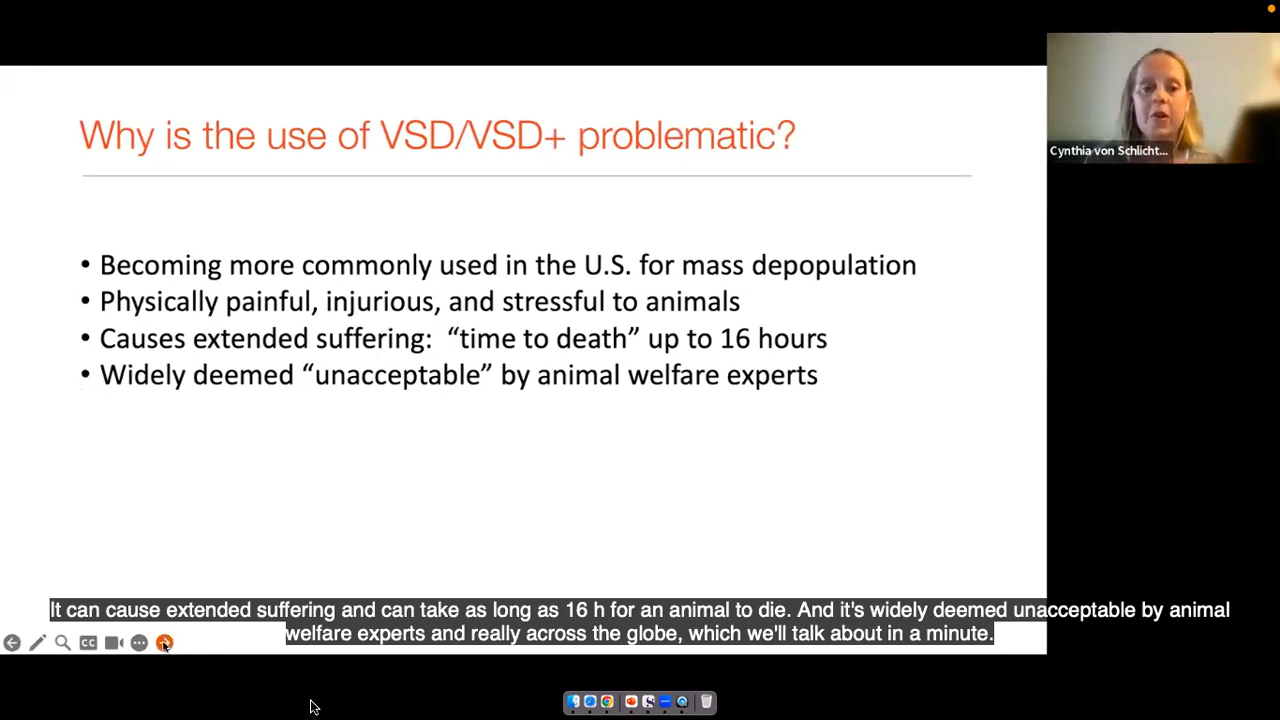 Why is the use of VSD/VSD+ problematic?
Cynthia von Schlicht...
• Becoming more commonly used in the U.S. for mass depopulation
• Physically painful, injurious, and stressful to animals
• Causes extended suffering: “time to death” up to 16 hours
• Widely deemed “unacceptable” by animal welfare experts
It can cause extended suffering and can take as long as 16 h for an animal to die. And it's widely deemed unacceptable by animal
welfare experts and really across the globe, which we'll talk about in a minute.
CC